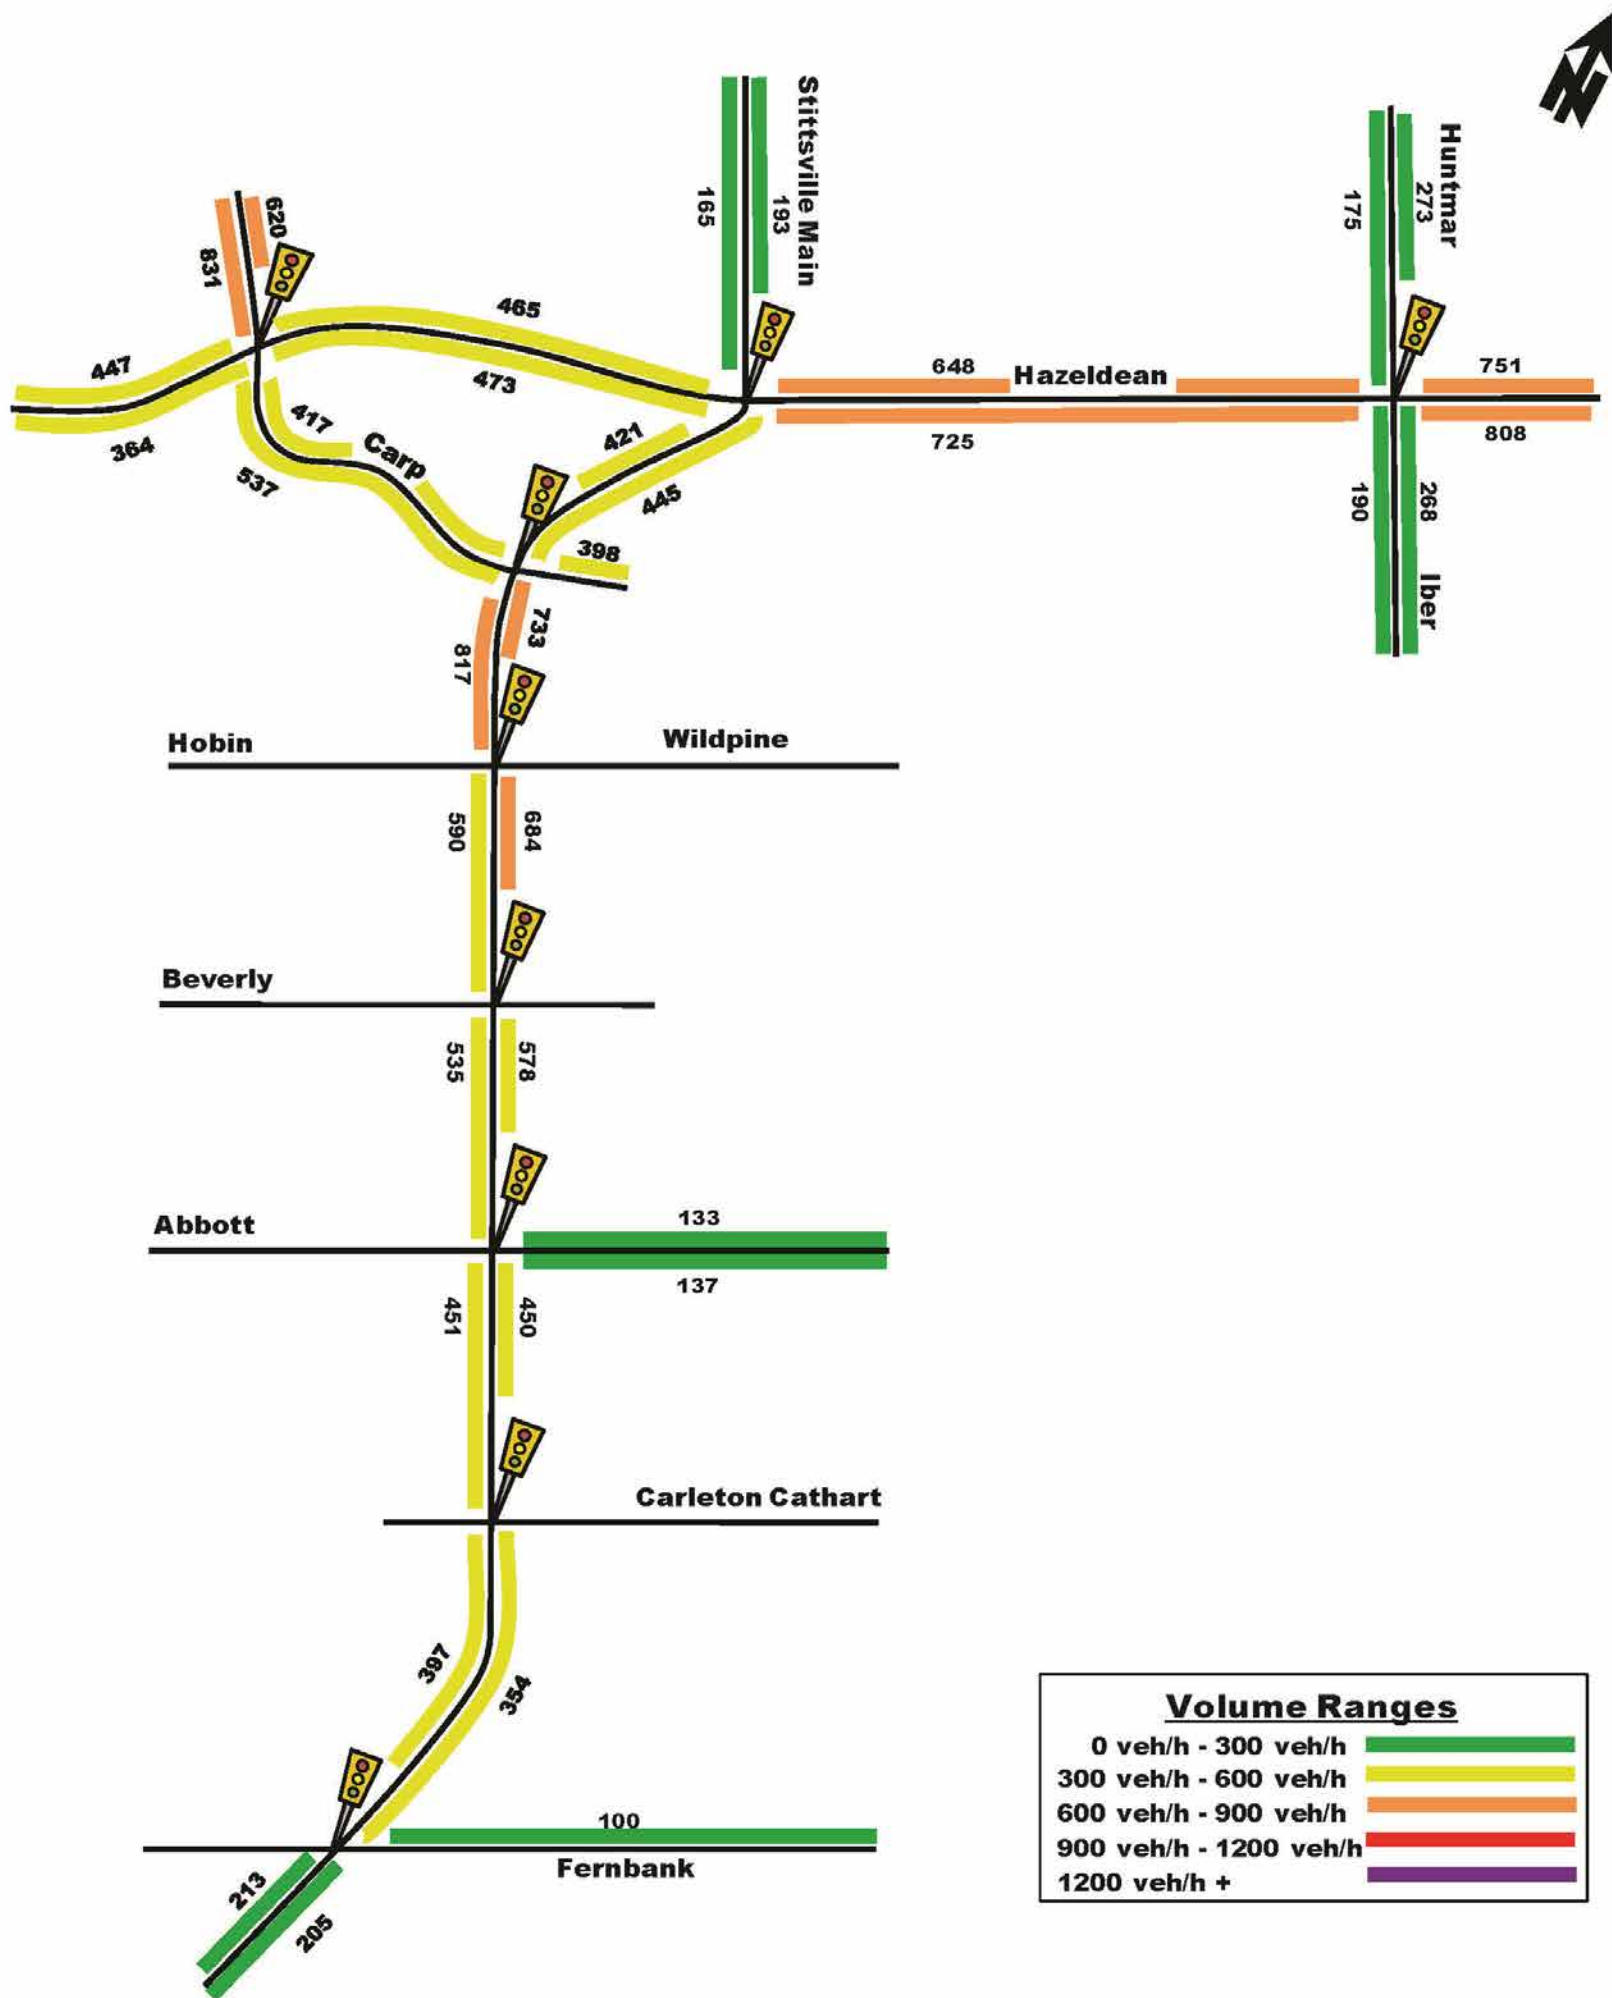 N
Stittsville Main
165
193
Huntmar
175
273
620
831
465
473
447
364
648
Hazeldean
725
751
808
190
268
Iber
417
Carp
537
421
445
398
733
817
Hobin
Wildpine
590
684
Beverly
535
578
Abbott
133
137
451
450
Carleton Cathart
397
354
100
Fernbank
213
205
Volume Ranges
0 veh/h - 300 veh/h
300 veh/h - 600 veh/h
600 veh/h - 900 veh/h
900 veh/h - 1200 veh/h
1200 veh/h +